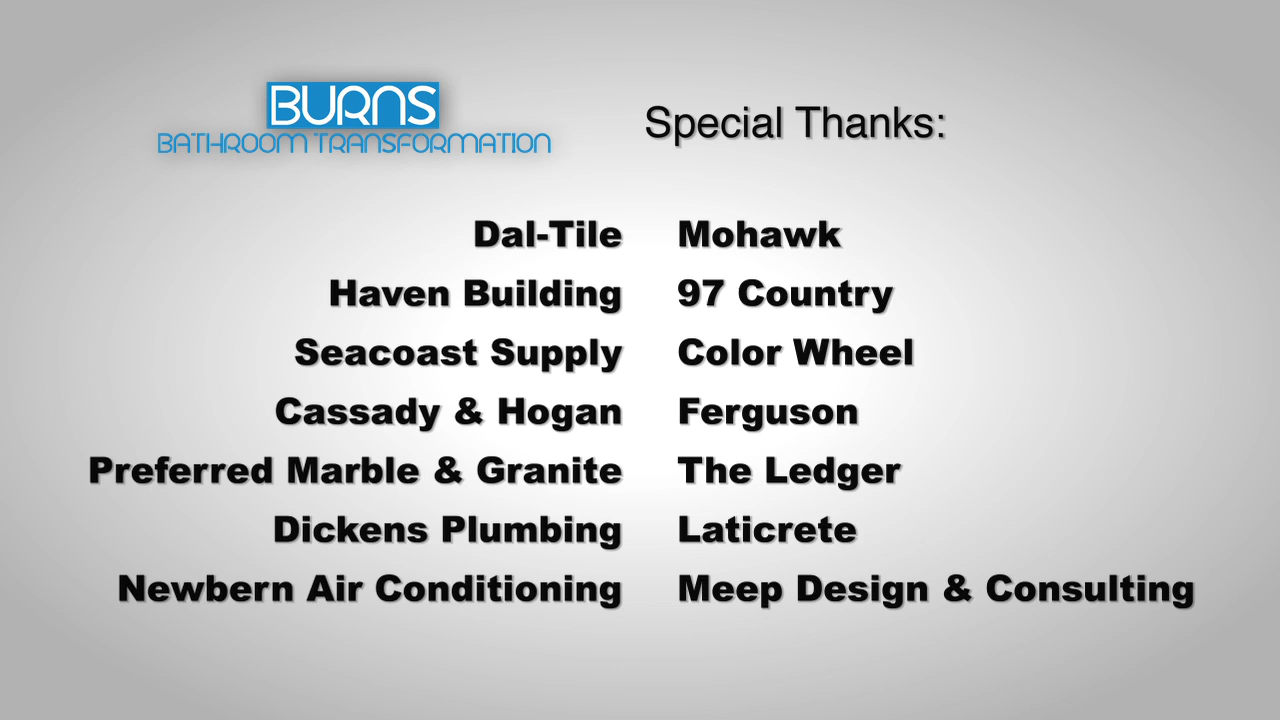 BURNS
BATHROOM TRANSFORMATION
Special Thanks:
Dal-Tile Mohawk
Haven Building 97 Country
Seacoast Supply Color Wheel
Cassady & Hogan Ferguson
Preferred Marble & Granite The Ledger
Dickens Plumbing Laticrete
Newbern Air Conditioning Meep Design & Consulting